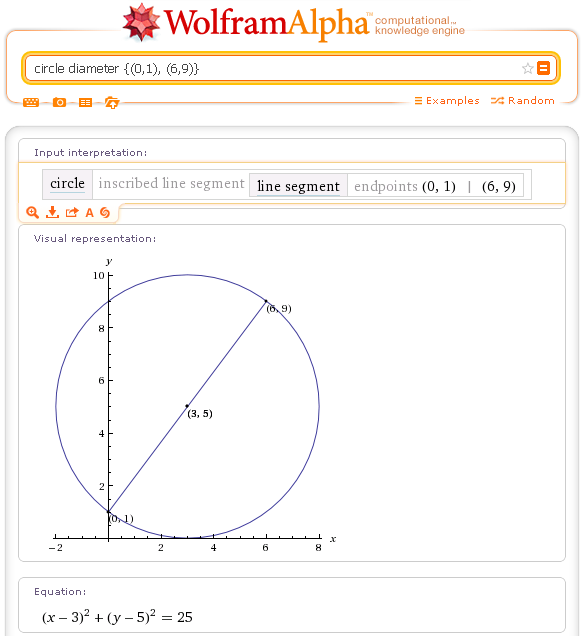 WolframAlpha™ computational... knowledge engine
circle diameter {(0,1), (6,9)}
Examples Random
Input interpretation:
circle inscribed line segment line segment endpoints (0, 1) | (6, 9)
A
Visual representation:
y
10
(6, 9)
8
6
(3, 5)
4
2
(0, 1)
x
−2 2 4 6 8
Equation:
(x − 3)² + (y − 5)² = 25